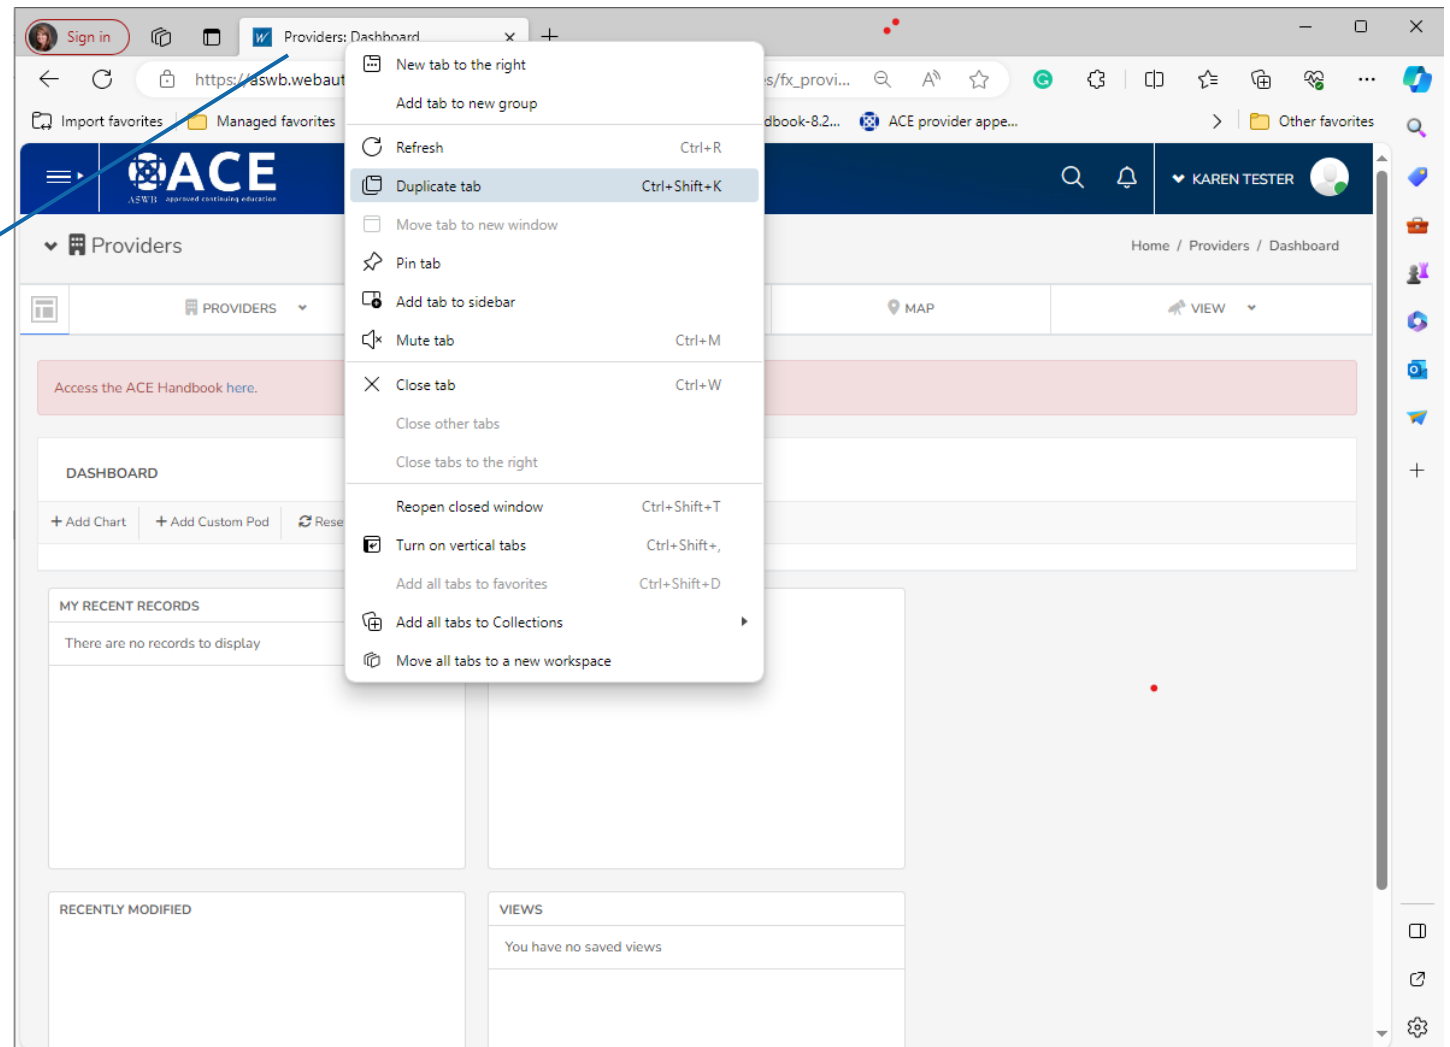 Sign in
Providers: Dashboard
https://aswb.webaut
s/fx_provi...
Import favorites
Managed favorites
dbook-8.2...
ACE provider appe...
Other favorites
New tab to the right
Add tab to new group
Refresh Ctrl+R
Duplicate tab Ctrl+Shift+K
Move tab to new window
Pin tab
Add tab to sidebar
Mute tab Ctrl+M
Close tab Ctrl+W
Close other tabs
Close tabs to the right
Reopen closed window Ctrl+Shift+T
Turn on vertical tabs Ctrl+Shift+,
Add all tabs to favorites Ctrl+Shift+D
Add all tabs to Collections
Move all tabs to a new workspace
ACE
ASWB approved continuing education
KAREN TESTER
Providers
Home / Providers / Dashboard
PROVIDERS
MAP
VIEW
Access the ACE Handbook here.
DASHBOARD
+ Add Chart
+ Add Custom Pod
Rese
MY RECENT RECORDS
There are no records to display
RECENTLY MODIFIED
VIEWS
You have no saved views